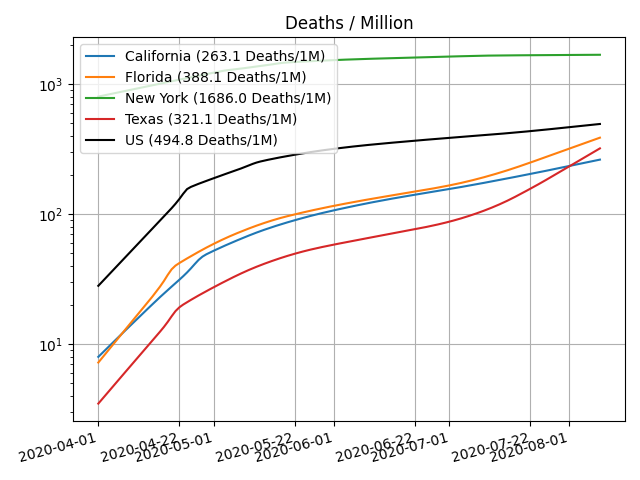 Deaths / Million
California (263.1 Deaths/1M)
Florida (388.1 Deaths/1M)
New York (1686.0 Deaths/1M)
Texas (321.1 Deaths/1M)
US (494.8 Deaths/1M)
10³
10²
10¹
2020-04-01
2020-04-22
2020-05-01
2020-05-22
2020-06-01
2020-06-22
2020-07-01
2020-07-22
2020-08-01